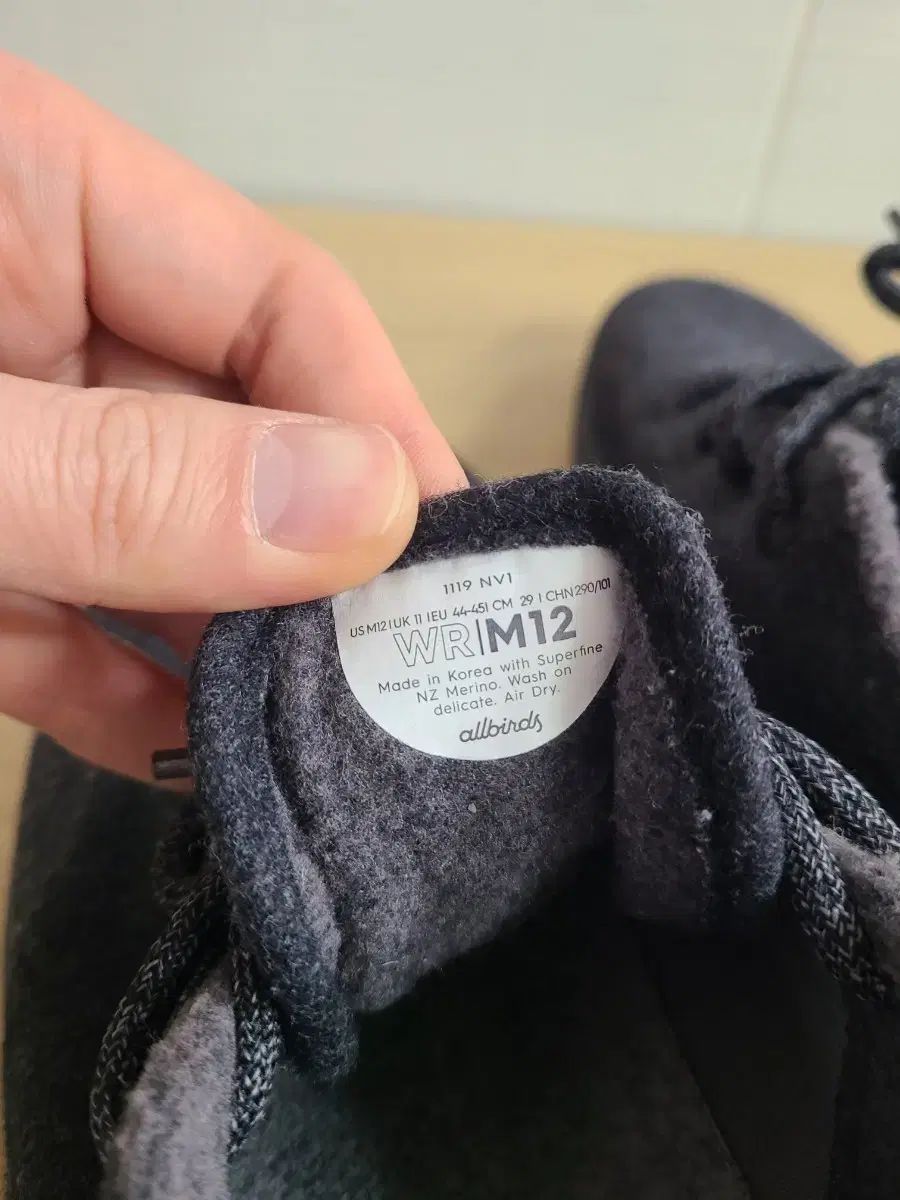 1119 NV1
US M12 | UK 11 | EU 44-45 | CM 29 | CHN 290/101
WR|M12
Made in Korea with Superfine
NZ Merino. Wash on
delicate. Air Dry.
allbirds